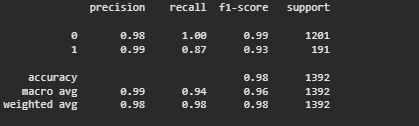 precision recall f1-score support
0 0.98 1.00 0.99 1201
1 0.99 0.87 0.93 191
accuracy 0.98 1392
macro avg 0.99 0.94 0.96 1392
weighted avg 0.98 0.98 0.98 1392